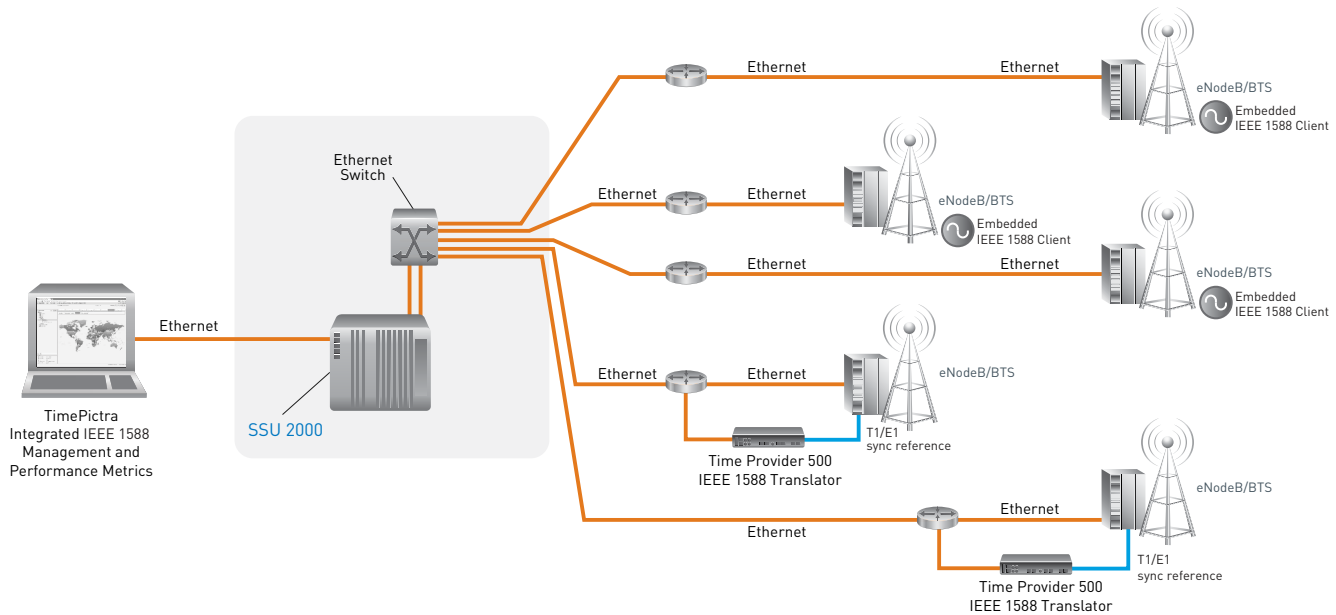 Ethernet
Ethernet
eNodeB/BTS
Embedded
IEEE 1588 Client
Ethernet
Switch
Ethernet
Ethernet
eNodeB/BTS
Embedded
IEEE 1588 Client
Ethernet
Ethernet
eNodeB/BTS
Embedded
IEEE 1588 Client
Ethernet
TimePictra
Integrated IEEE 1588
Management and
Performance Metrics
SSU 2000
Ethernet
Ethernet
eNodeB/BTS
T1/E1
sync reference
Time Provider 500
IEEE 1588 Translator
Ethernet
Ethernet
eNodeB/BTS
T1/E1
sync reference
Time Provider 500
IEEE 1588 Translator